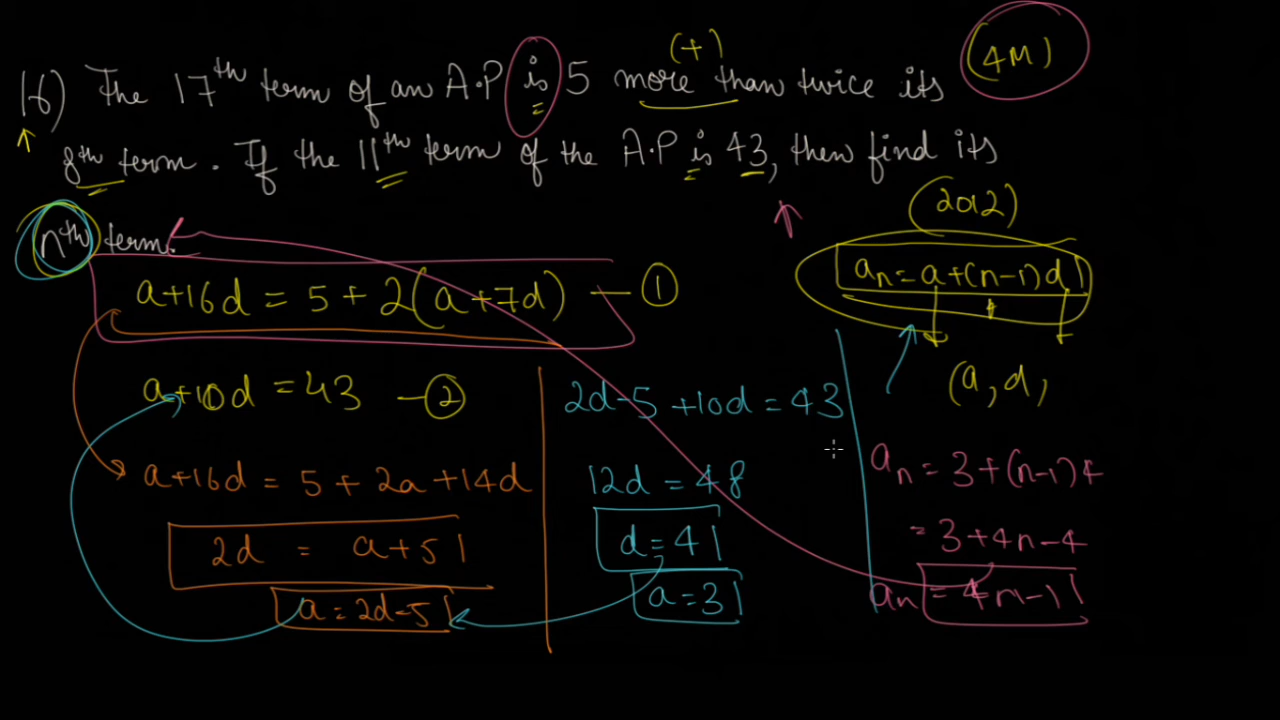 (4M)
16) The 17th term of an A.P is 5 more than twice its
(+)
8th term. If the 11th term of the A.P is 43, then find its
nth term.
(2012)
an = a+(n-1)d
a+16d = 5 + 2(a+7d) — ①
(a, d,
a+10d = 43 — ②
a+16d = 5 + 2a+14d
2d = a+5
a = 2d-5
2d-5 +10d = 43
12d = 48
d = 4
a = 3
an = 3+(n-1)4
= 3+4n-4
an = 4n-1